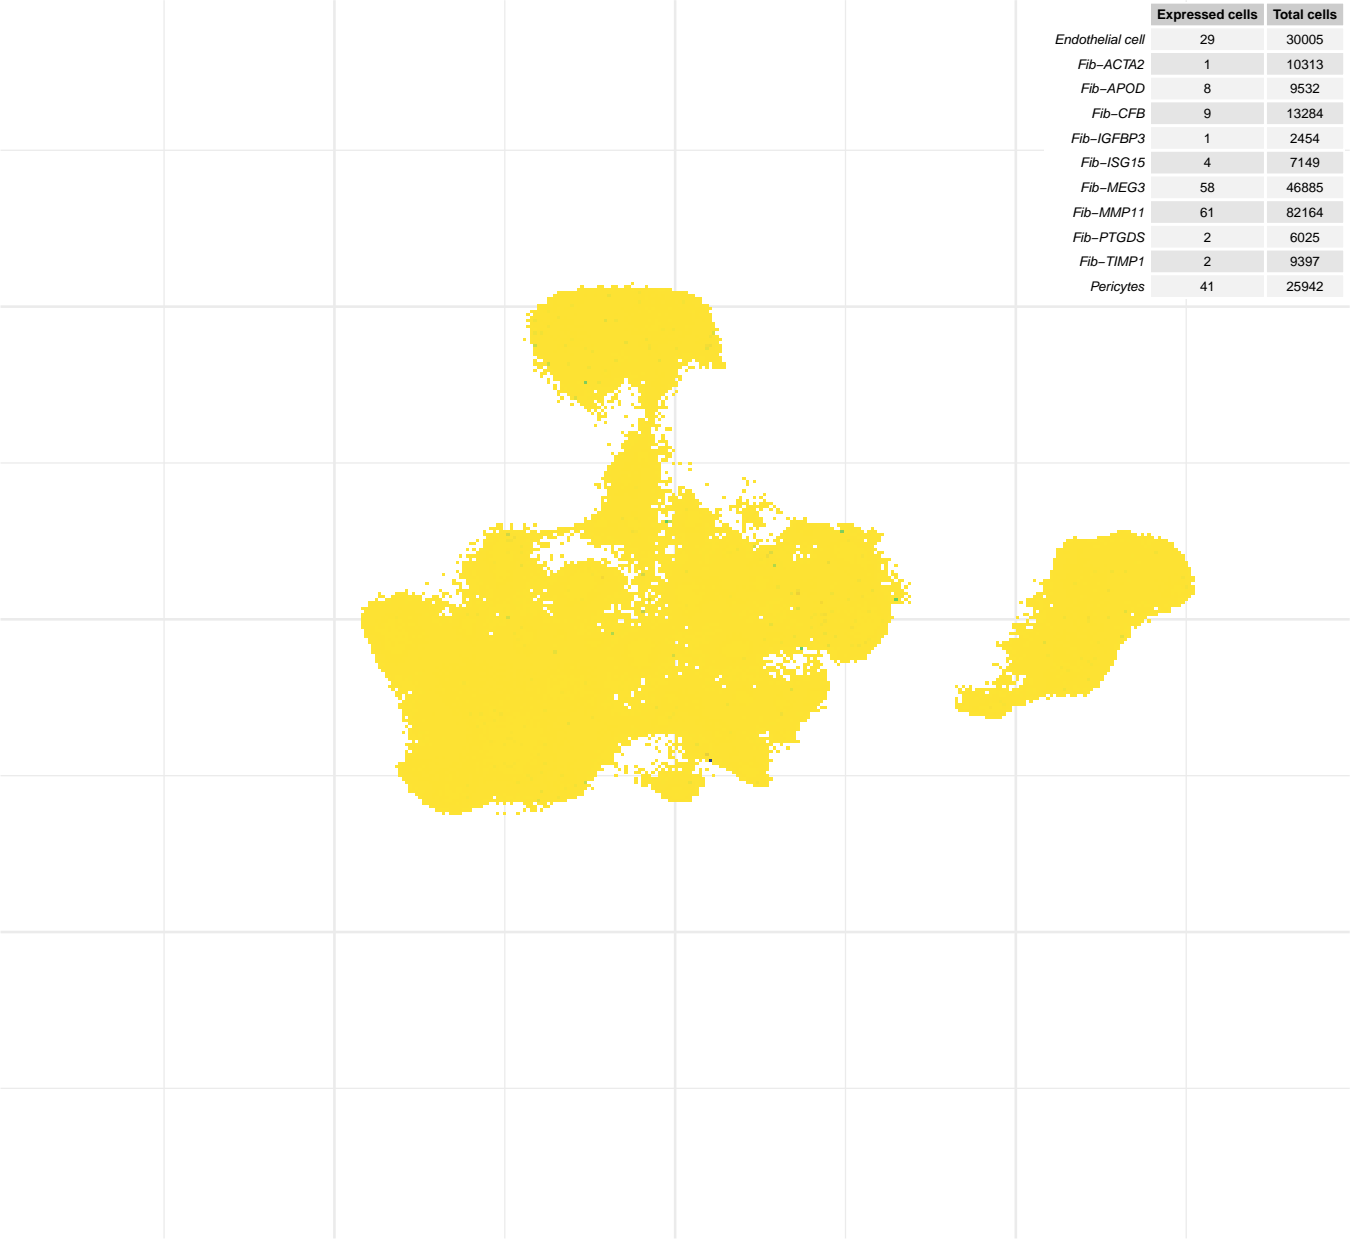 Expressed cells Total cells
Endothelial cell 29 30005
Fib−ACTA2 1 10313
Fib−APOD 8 9532
Fib−CFB 9 13284
Fib−IGFBP3 1 2454
Fib−ISG15 4 7149
Fib−MEG3 58 46885
Fib−MMP11 61 82164
Fib−PTGDS 2 6025
Fib−TIMP1 2 9397
Pericytes 41 25942